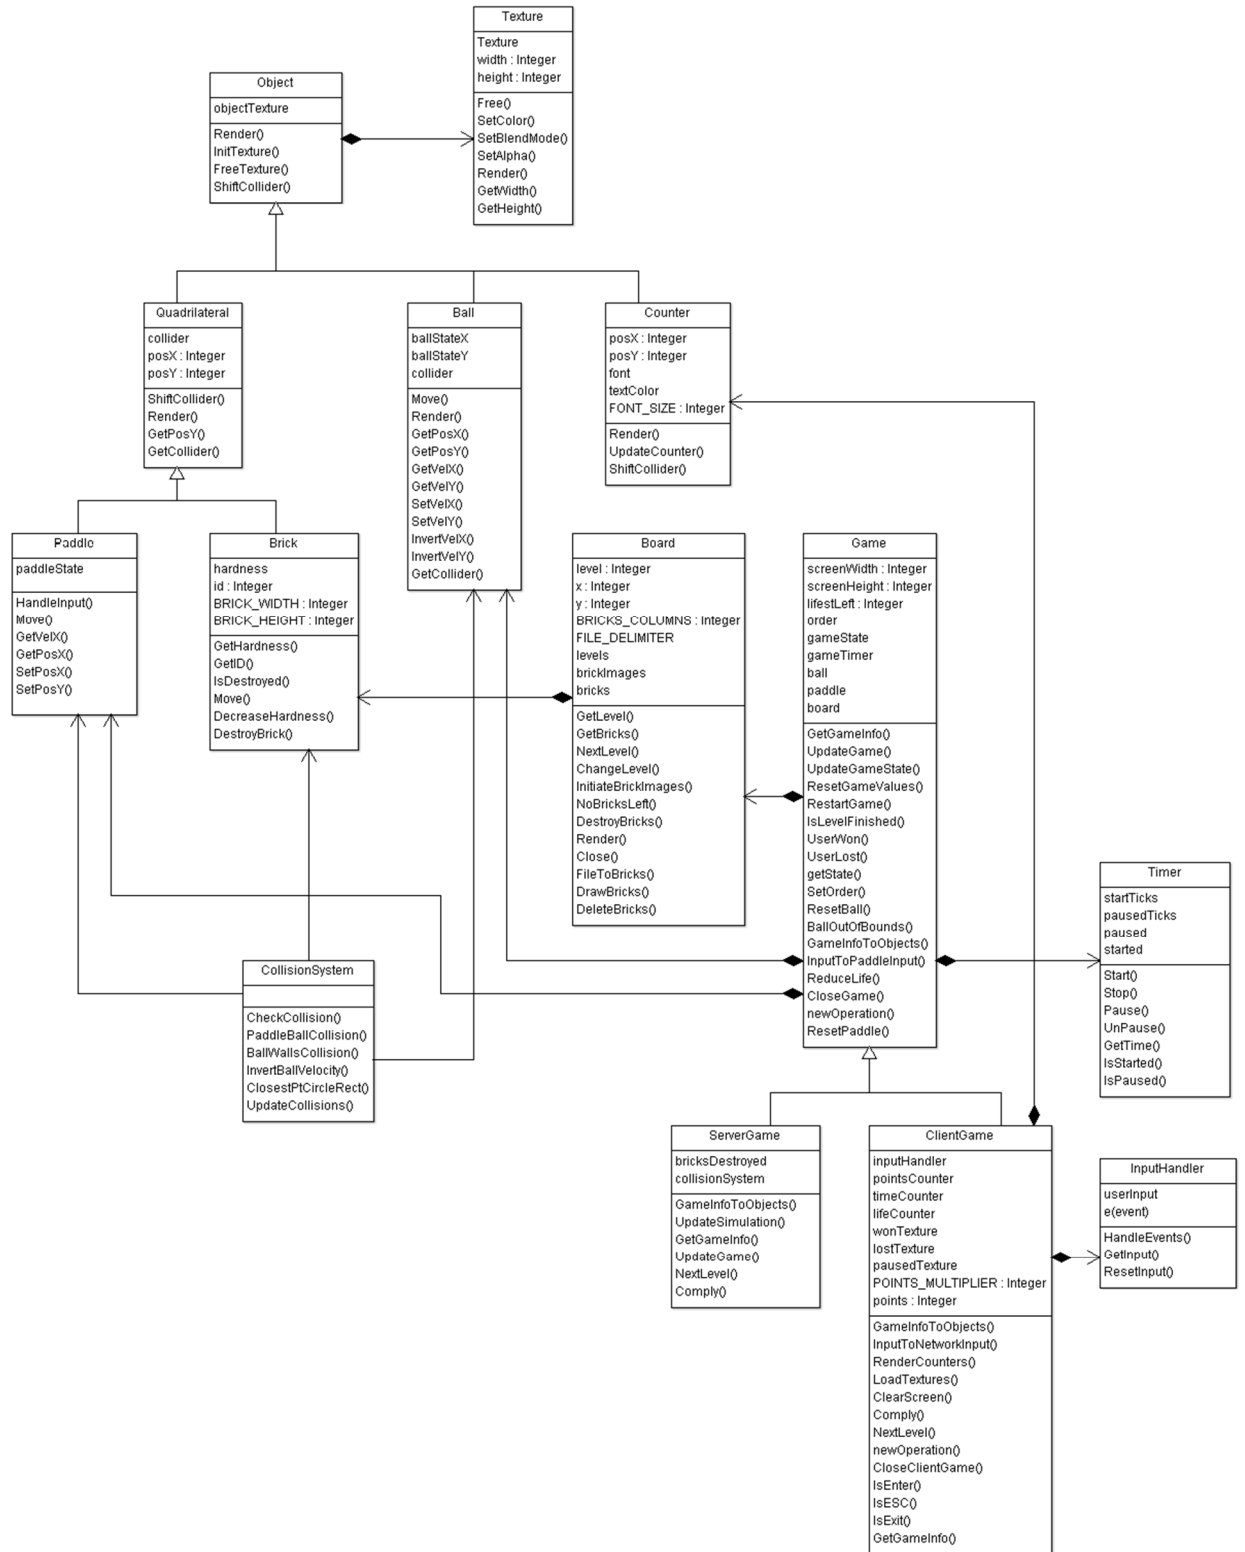 Texture
Texture
width : Integer
height : Integer
Free()
SetColor()
SetBlendMode()
SetAlpha()
Render()
GetWidth()
GetHeight()
Object
objectTexture
Render()
InitTexture()
FreeTexture()
ShiftCollider()
Quadrilateral
collider
posX : Integer
posY : Integer
ShiftCollider()
Render()
GetPosY()
GetCollider()
Ball
ballStateX
ballStateY
collider
Move()
Render()
GetPosX()
GetPosY()
GetVelX()
GetVelY()
SetVelX()
SetVelY()
InvertVelX()
InvertVelY()
GetCollider()
Counter
posX : Integer
posY : Integer
font
textColor
FONT_SIZE : Integer
Render()
UpdateCounter()
ShiftCollider()
Paddle
paddleState
HandleInput()
Move()
GetVelX()
GetPosX()
SetPosX()
SetPosY()
Brick
hardness
id : Integer
BRICK_WIDTH : Integer
BRICK_HEIGHT : Integer
GetHardness()
GetID()
IsDestroyed()
Move()
DecreaseHardness()
DestroyBrick()
Board
level : Integer
x : Integer
y : Integer
BRICKS_COLUMNS : Integer
FILE_DELIMITER
levels
brickImages
bricks
GetLevel()
GetBricks()
NextLevel()
ChangeLevel()
InitiateBrickImages()
NoBricksLeft()
DestroyBricks()
Render()
Close()
FileToBricks()
DrawBricks()
DeleteBricks()
Game
screenWidth : Integer
screenHeight : Integer
lifestLeft : Integer
order
gameState
gameTimer
ball
paddle
board
GetGameInfo()
UpdateGame()
UpdateGameState()
ResetGameValues()
RestartGame()
IsLevelFinished()
UserWon()
UserLost()
getState()
SetOrder()
ResetBall()
BallOutOfBounds()
GameInfoToObjects()
InputToPaddleInput()
ReduceLife()
CloseGame()
newOperation()
ResetPaddle()
Timer
startTicks
pausedTicks
paused
started
Start()
Stop()
Pause()
UnPause()
GetTime()
IsStarted()
IsPaused()
CollisionSystem
CheckCollision()
PaddleBallCollision()
BallWallsCollision()
InvertBallVelocity()
ClosestPtCircleRect()
UpdateCollisions()
ServerGame
bricksDestroyed
collisionSystem
GameInfoToObjects()
UpdateSimulation()
GetGameInfo()
UpdateGame()
NextLevel()
Comply()
ClientGame
inputHandler
pointsCounter
timeCounter
lifeCounter
wonTexture
lostTexture
pausedTexture
POINTS_MULTIPLIER : Integer
points : Integer
GameInfoToObjects()
InputToNetworkInput()
RenderCounters()
LoadTextures()
ClearScreen()
Comply()
NextLevel()
newOperation()
CloseClientGame()
IsEnter()
IsESC()
IsExit()
GetGameInfo()
InputHandler
userInput
e(event)
HandleEvents()
GetInput()
ResetInput()